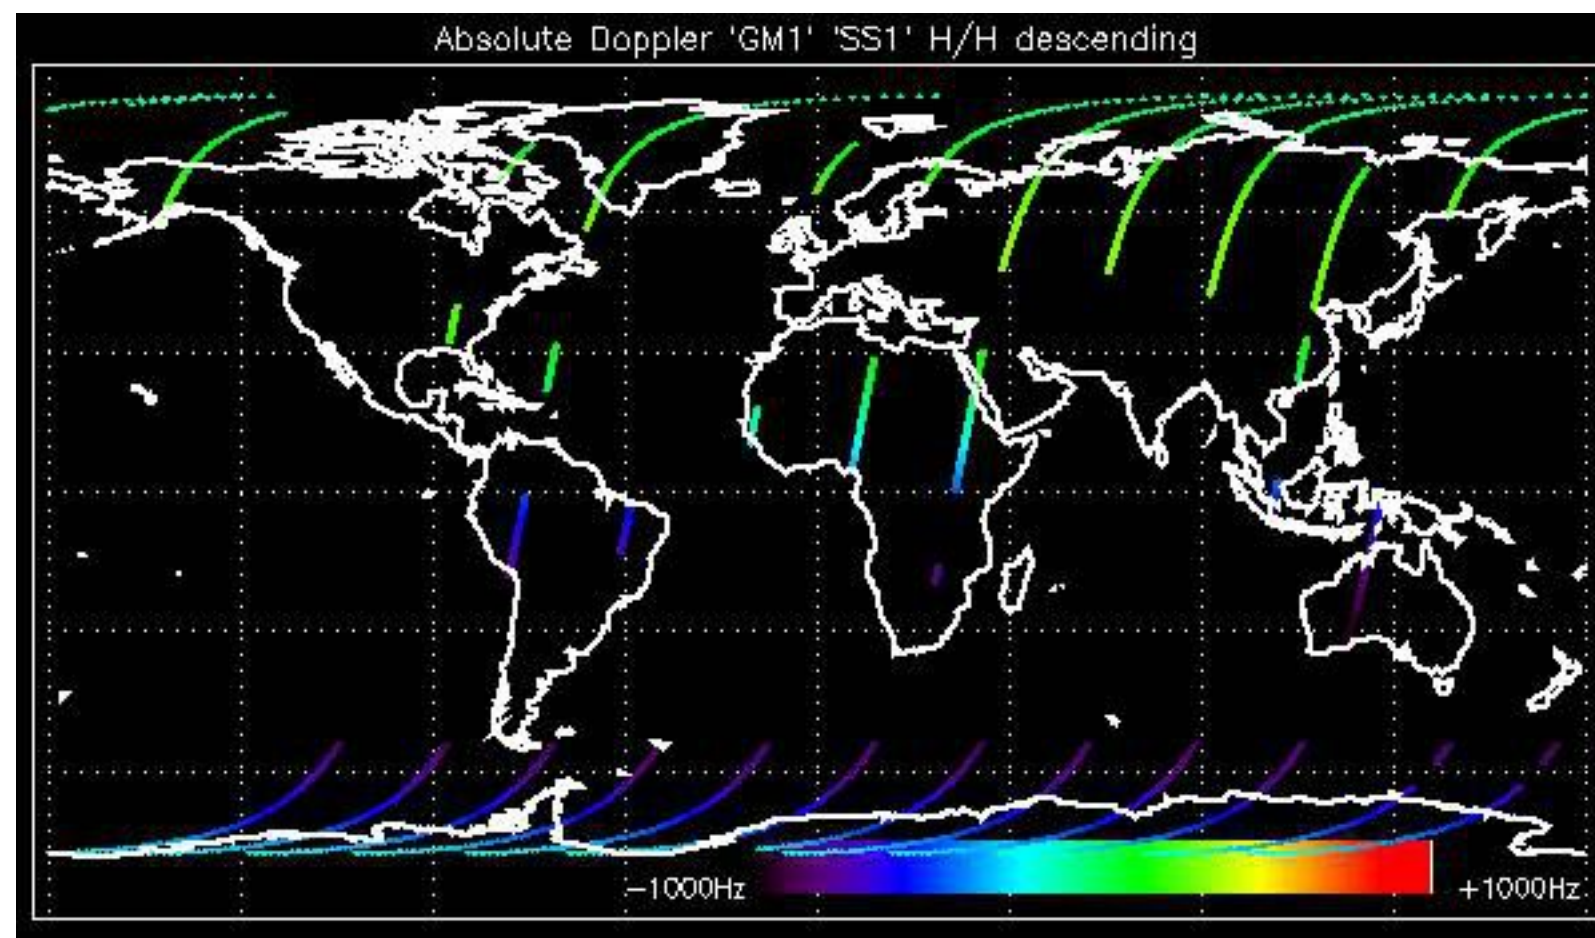 Absolute Doppler 'GM1' 'SS1' H/H descending
−1000Hz
+1000Hz